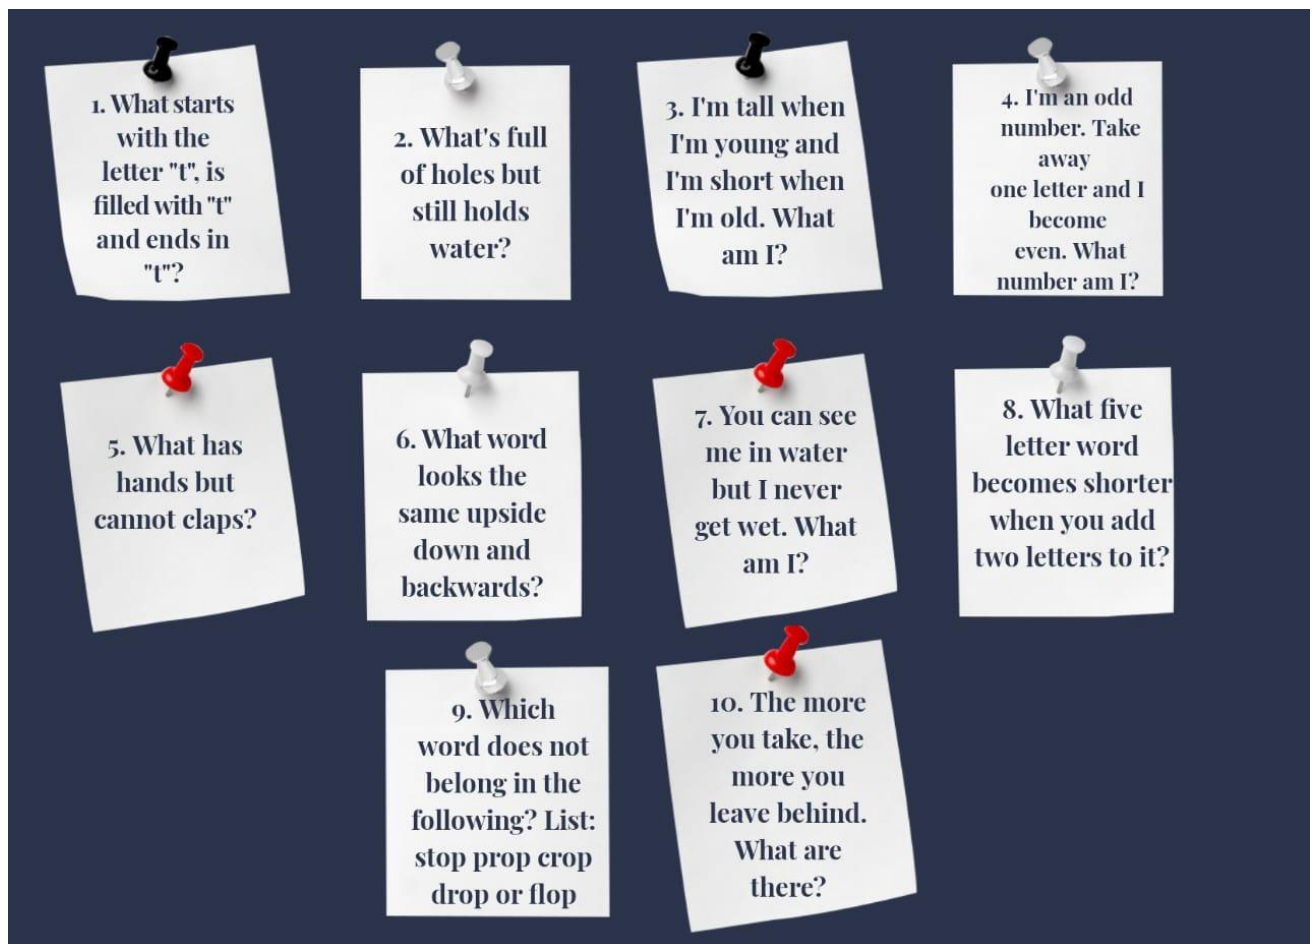 1. What starts
with the
letter "t", is
filled with "t"
and ends in
"t"?
2. What's full
of holes but
still holds
water?
3. I'm tall when
I'm young and
I'm short when
I'm old. What
am I?
4. I'm an odd
number. Take
away
one letter and I
become
even. What
number am I?
5. What has
hands but
cannot claps?
6. What word
looks the
same upside
down and
backwards?
7. You can see
me in water
but I never
get wet. What
am I?
8. What five
letter word
becomes shorter
when you add
two letters to it?
9. Which
word does not
belong in the
following? List:
stop prop crop
drop or flop
10. The more
you take, the
more you
leave behind.
What are
there?